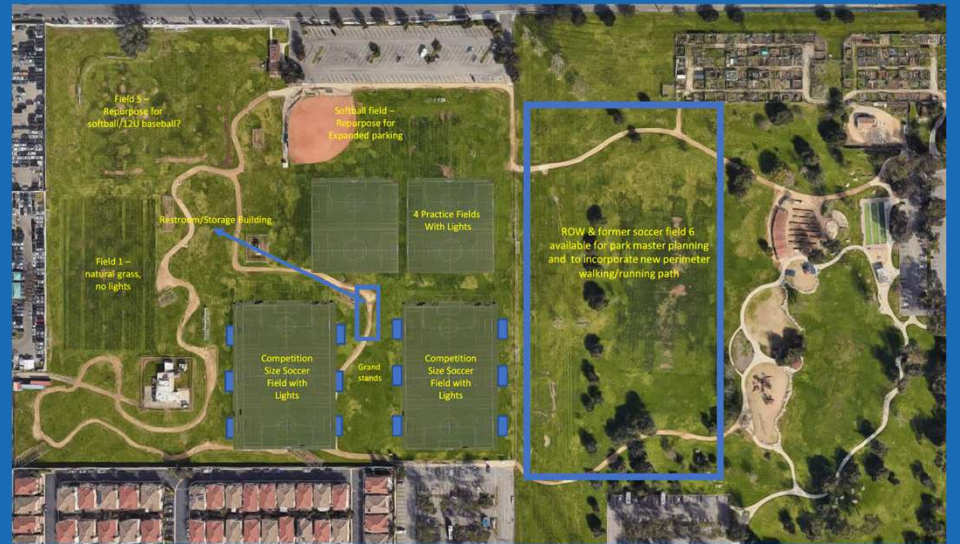 Field 5 –
Repurpose for
softball/12U baseball?
Softball field –
Repurpose for
Expanded parking
Restroom/Storage Building
4 Practice Fields
With Lights
ROW & former soccer field 6
available for park master planning
and to incorporate new perimeter
walking/running path
Field 1 –
natural grass,
no lights
Competition
Size Soccer
Field with
Lights
Grand
stands
Competition
Size Soccer
Field with
Lights